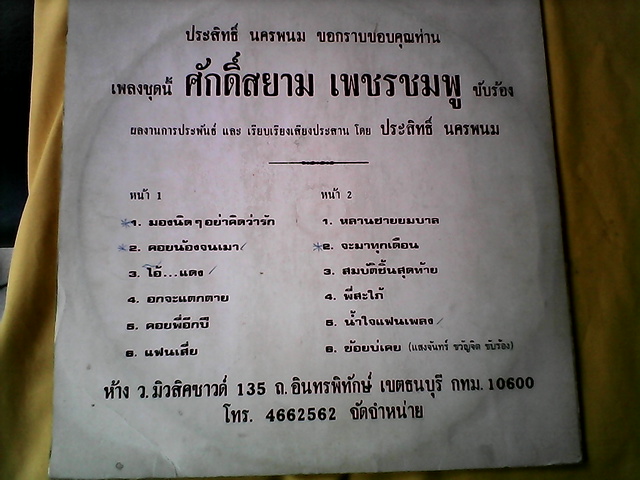 ประสิทธิ์ นครพนม ขอกราบขอบคุณท่าน
เพลงชุดนี้ ศักดิ์สยาม เพชรชมพู ขับร้อง
ผลงานการประพันธ์ และ เรียบเรียงเสียงประสาน โดย ประสิทธิ์ นครพนม
หน้า 1
1. มองนิดๆอย่าคิดว่ารัก
2. คอยน้องจนเมา
3. โอ้...แดง
4. อกจะแตกตาย
5. คอยพี่อีกปี
6. แฟนเสี่ย
หน้า 2
1. หลานชายยมบาล
2. จะมาทุกเดือน
3. สมบัติชิ้นสุดท้าย
4. พี่สะใภ้
5. น้ำใจแฟนเพลง
6. ย้อยบ่เคย (แสงจันทร์ ขวัญจิต ขับร้อง)
ห้าง ว.มิวสิคซาวด์ 135 ถ.อินทรพิทักษ์ เขตธนบุรี กทม.10600
โทร. 4662562 จัดจำหน่าย